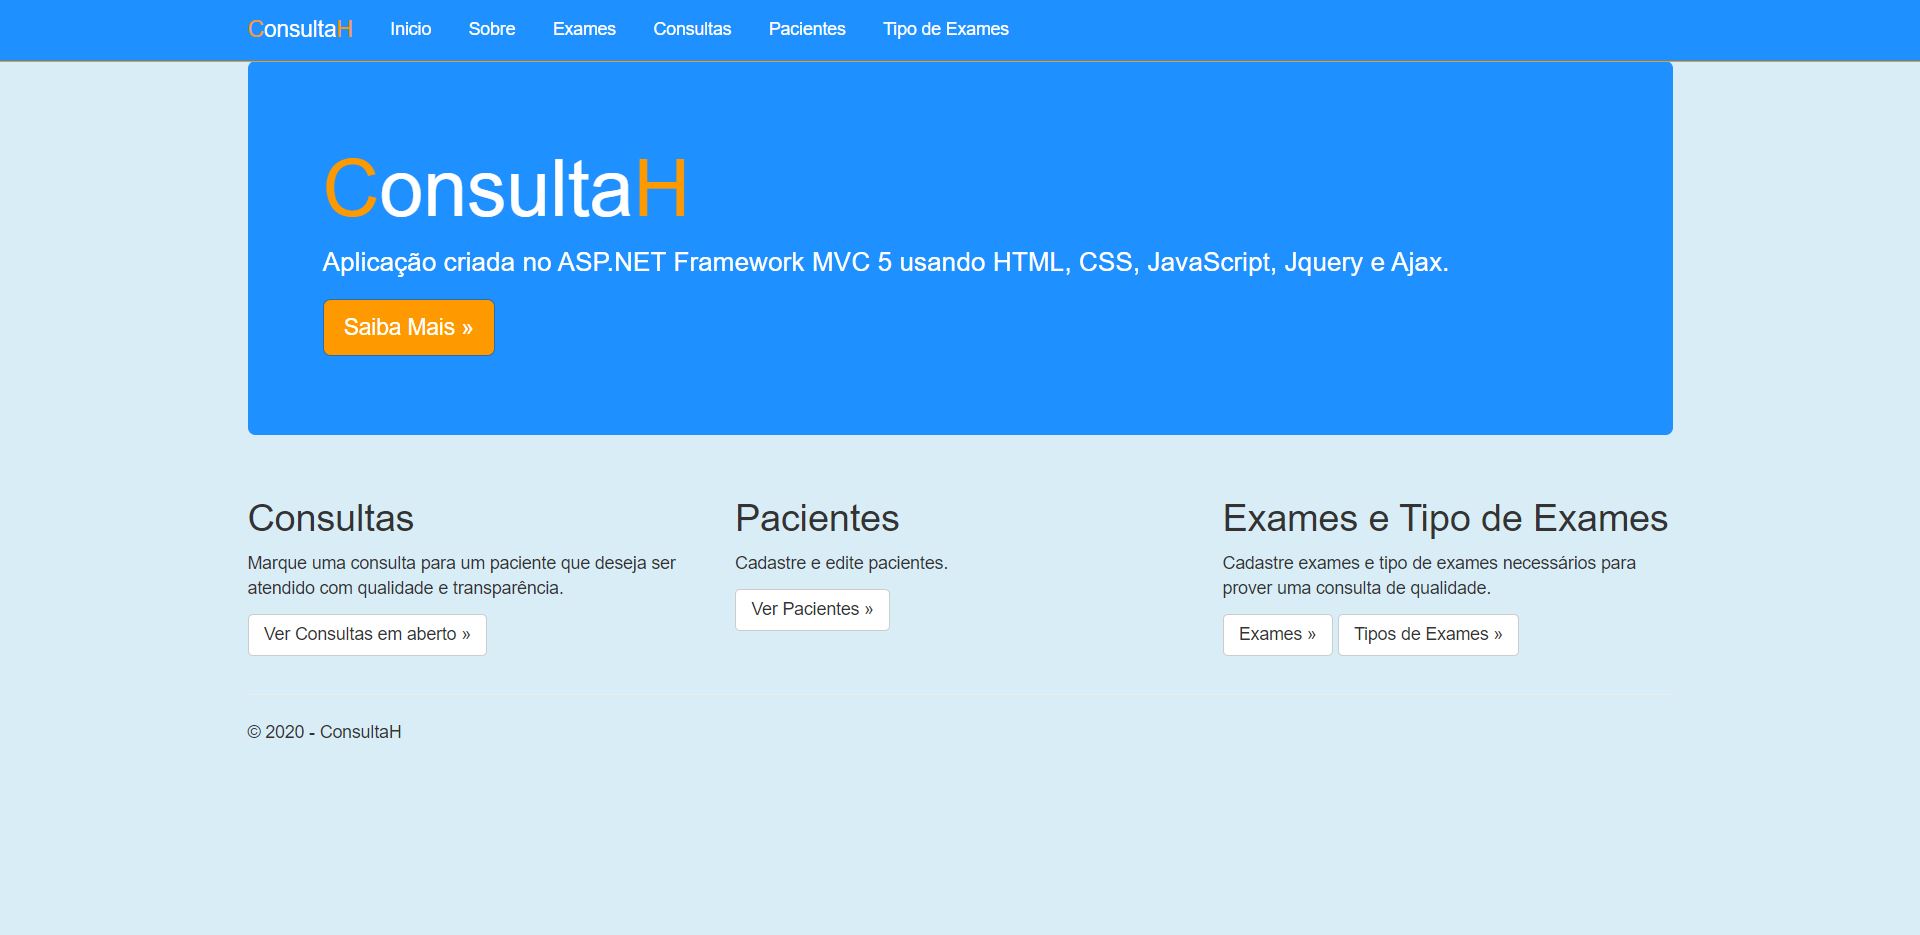 ConsultaH Inicio Sobre Exames Consultas Pacientes Tipo de Exames
ConsultaH
Aplicação criada no ASP.NET Framework MVC 5 usando HTML, CSS, JavaScript, Jquery e Ajax.
Saiba Mais »
Consultas
Marque uma consulta para um paciente que deseja ser
atendido com qualidade e transparência.
Ver Consultas em aberto »
Pacientes
Cadastre e edite pacientes.
Ver Pacientes »
Exames e Tipo de Exames
Cadastre exames e tipo de exames necessários para
prover uma consulta de qualidade.
Exames » Tipos de Exames »
© 2020 - ConsultaH